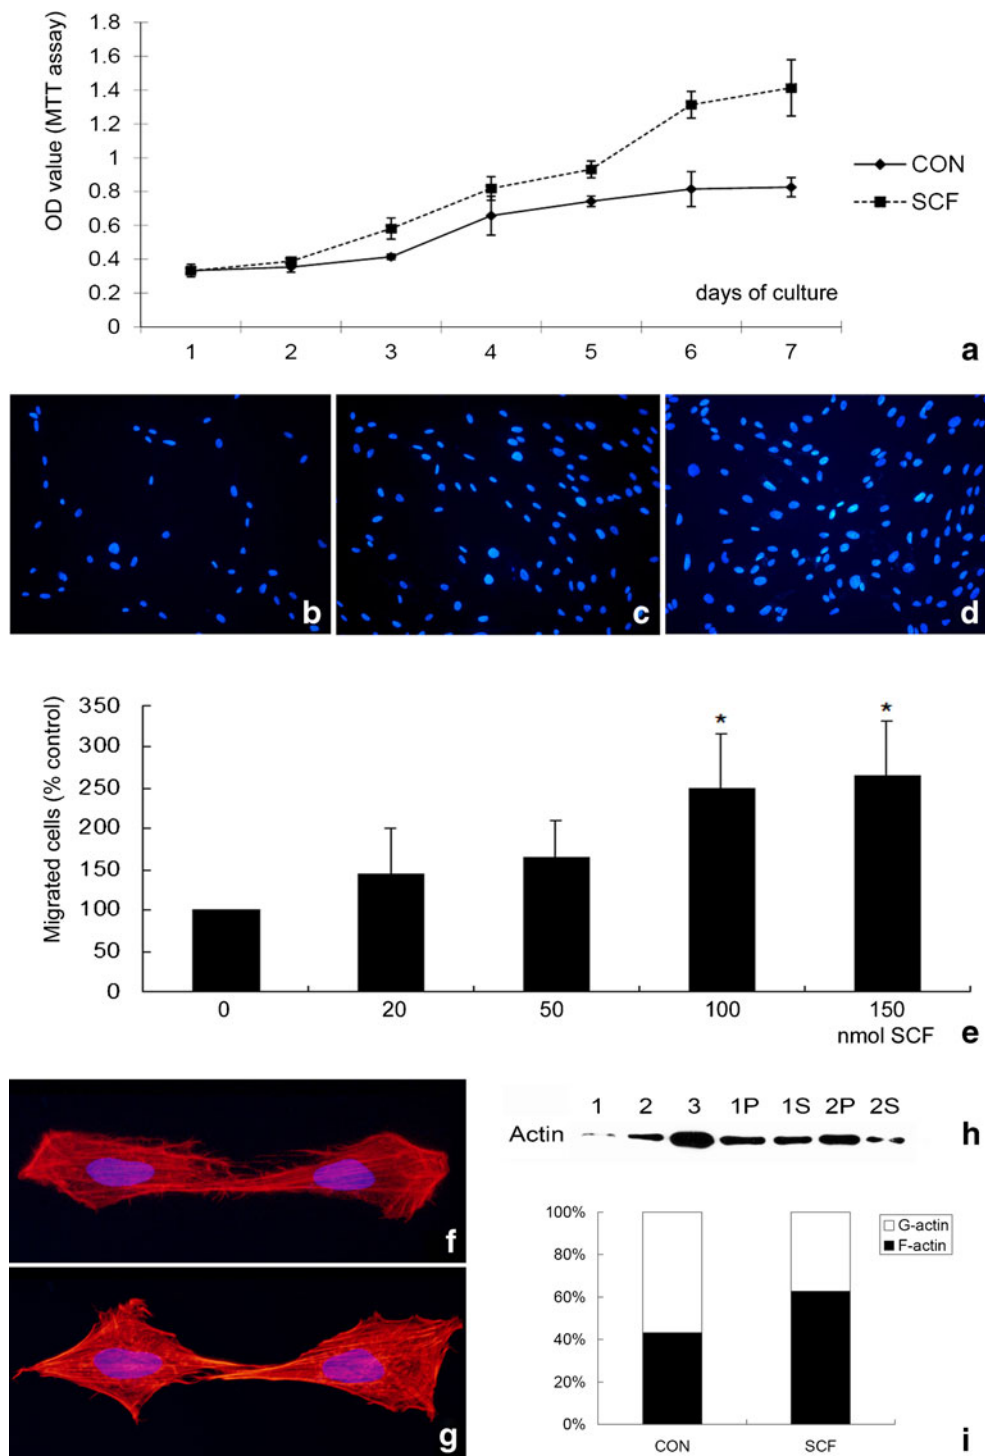 OD value (MTT assay)
1.8
1.6
1.4
1.2
1
0.8
0.6
0.4
0.2
0
1 2 3 4 5 6 7
days of culture
CON
SCF
a
b c d
Migrated cells (% control)
350
300
250
200
150
100
50
0
* *
0 20 50 100 150
nmol SCF
e
f
g
1 2 3 1P 1S 2P 2S
Actin
h
100%
80%
60%
40%
20%
0%
CON SCF
G-actin
F-actin
i